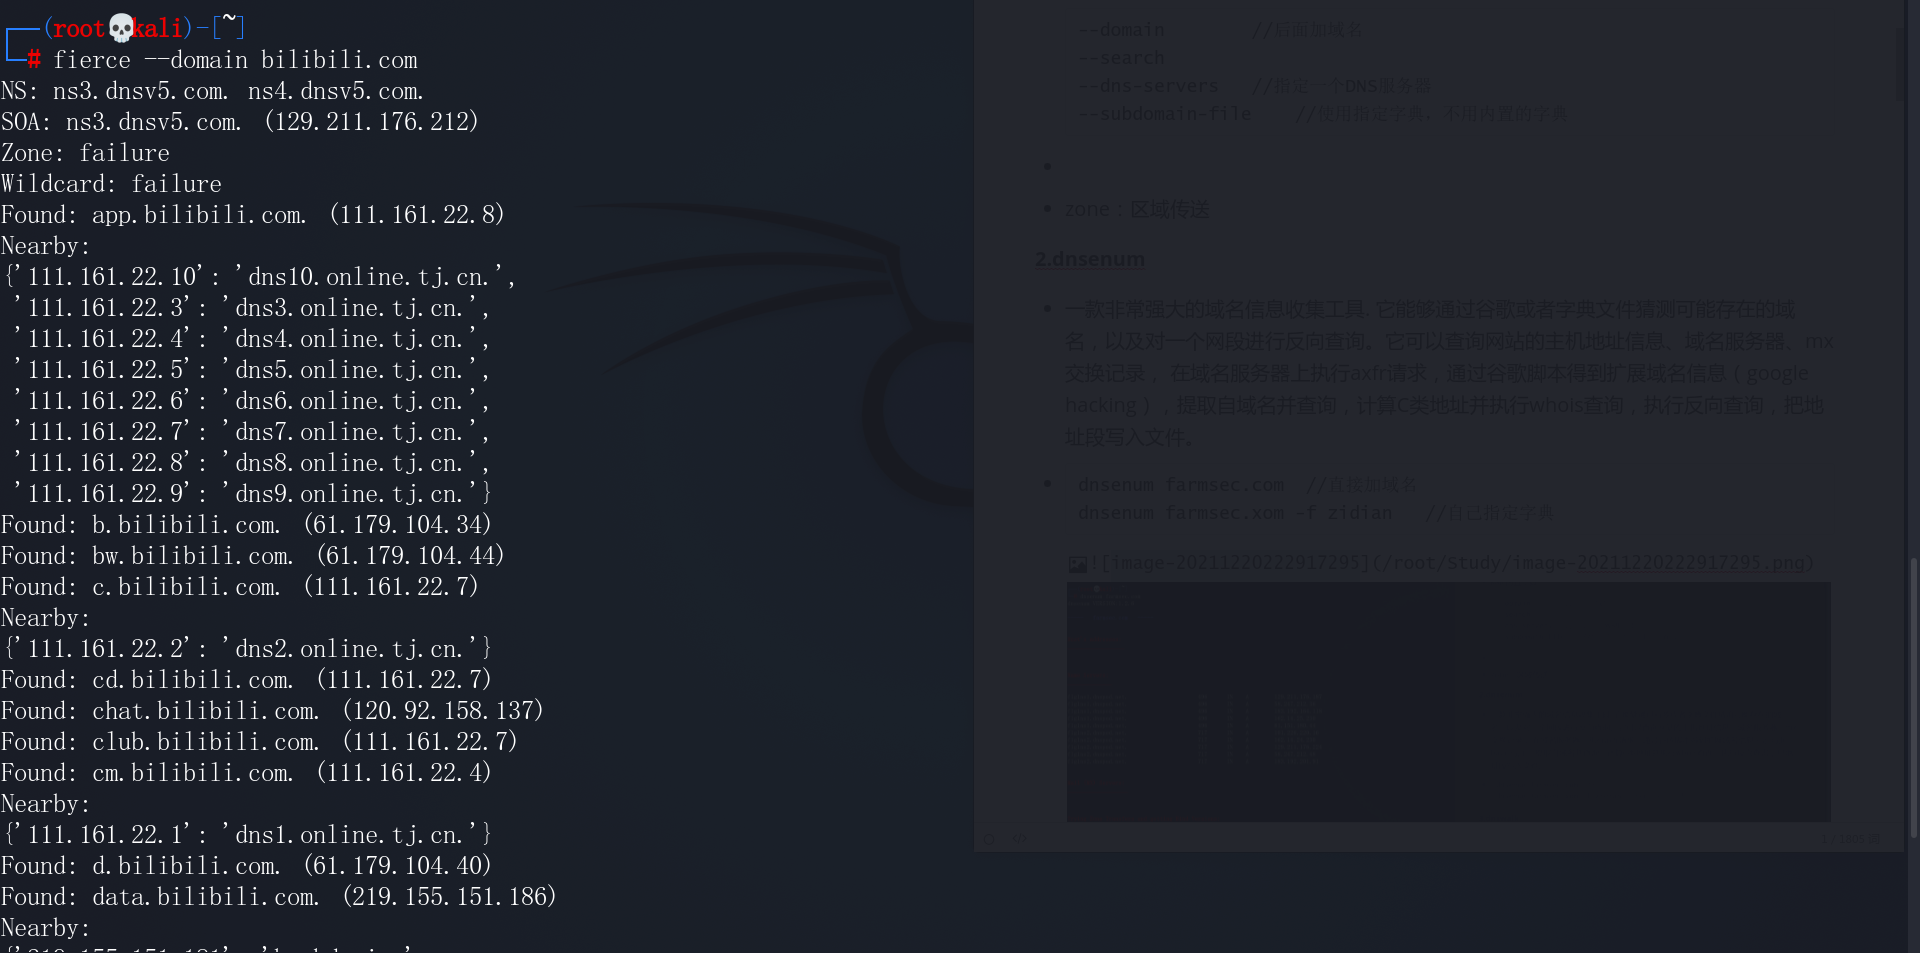 ┌──(root💀kali)-[~]
└─# fierce --domain bilibili.com
NS: ns3.dnsv5.com. ns4.dnsv5.com.
SOA: ns3.dnsv5.com. (129.211.176.212)
Zone: failure
Wildcard: failure
Found: app.bilibili.com. (111.161.22.8)
Nearby:
{'111.161.22.10': 'dns10.online.tj.cn.',
 '111.161.22.3': 'dns3.online.tj.cn.',
 '111.161.22.4': 'dns4.online.tj.cn.',
 '111.161.22.5': 'dns5.online.tj.cn.',
 '111.161.22.6': 'dns6.online.tj.cn.',
 '111.161.22.7': 'dns7.online.tj.cn.',
 '111.161.22.8': 'dns8.online.tj.cn.',
 '111.161.22.9': 'dns9.online.tj.cn.'}
Found: b.bilibili.com. (61.179.104.34)
Found: bw.bilibili.com. (61.179.104.44)
Found: c.bilibili.com. (111.161.22.7)
Nearby:
{'111.161.22.2': 'dns2.online.tj.cn.'}
Found: cd.bilibili.com. (111.161.22.7)
Found: chat.bilibili.com. (120.92.158.137)
Found: club.bilibili.com. (111.161.22.7)
Found: cm.bilibili.com. (111.161.22.4)
Nearby:
{'111.161.22.1': 'dns1.online.tj.cn.'}
Found: d.bilibili.com. (61.179.104.40)
Found: data.bilibili.com. (219.155.151.186)
Nearby:
--domain //后面加域名
--search
--dns-servers //指定一个DNS服务器
--subdomain-file //使用指定字典，不用内置的字典
zone：区域传送
2.dnsenum
一款非常强大的域名信息收集工具. 它能够通过谷歌或者字典文件猜测可能存在的域
名，以及对一个网段进行反向查询。它可以查询网站的主机地址信息、域名服务器、mx
交换记录， 在域名服务器上执行axfr请求，通过谷歌脚本得到扩展域名信息（google
hacking），提取自域名并查询，计算C类地址并执行whois查询，执行反向查询，把地
址段写入文件。
dnsenum farmsec.com //直接加域名
dnsenum farmsec.xom -f zidian //自己指定字典
![image-20211220222917295](/root/Study/image-20211220222917295.png)